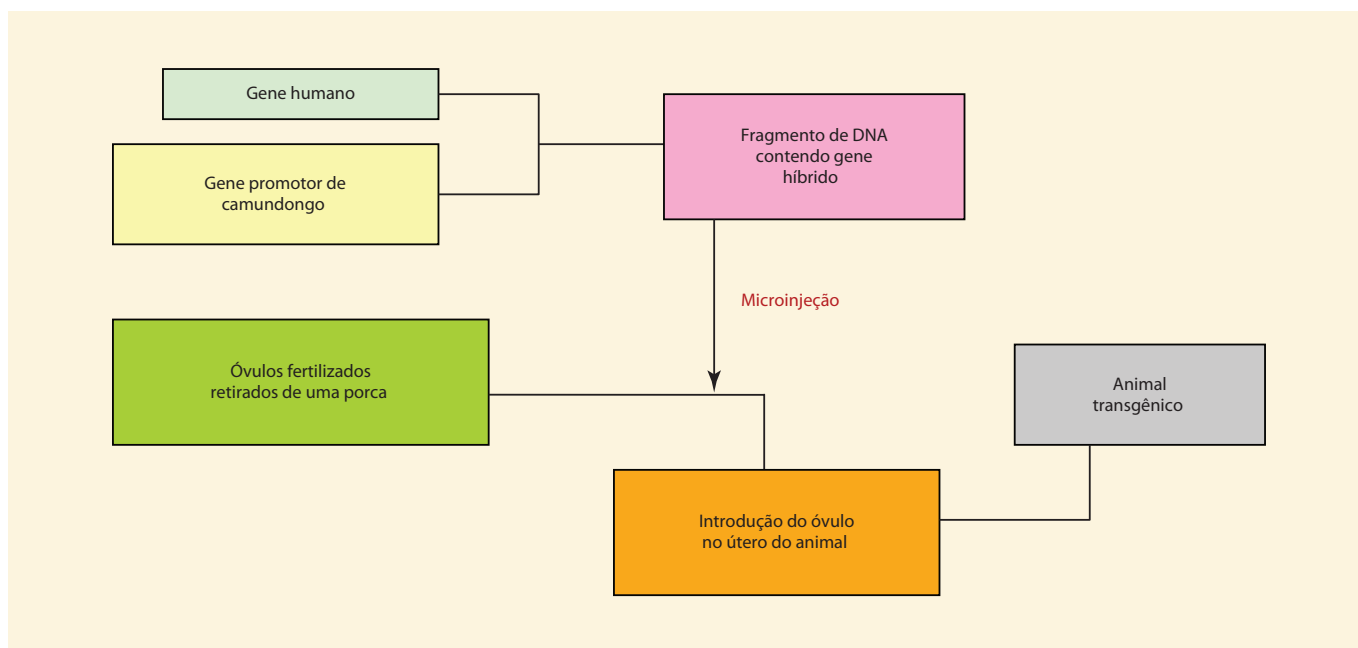 Gene humano
Gene promotor de
camundongo
Fragmento de DNA
contendo gene
híbrido
Microinjeção
Óvulos fertilizados
retirados de uma porca
Animal
transgênico
Introdução do óvulo
no útero do animal